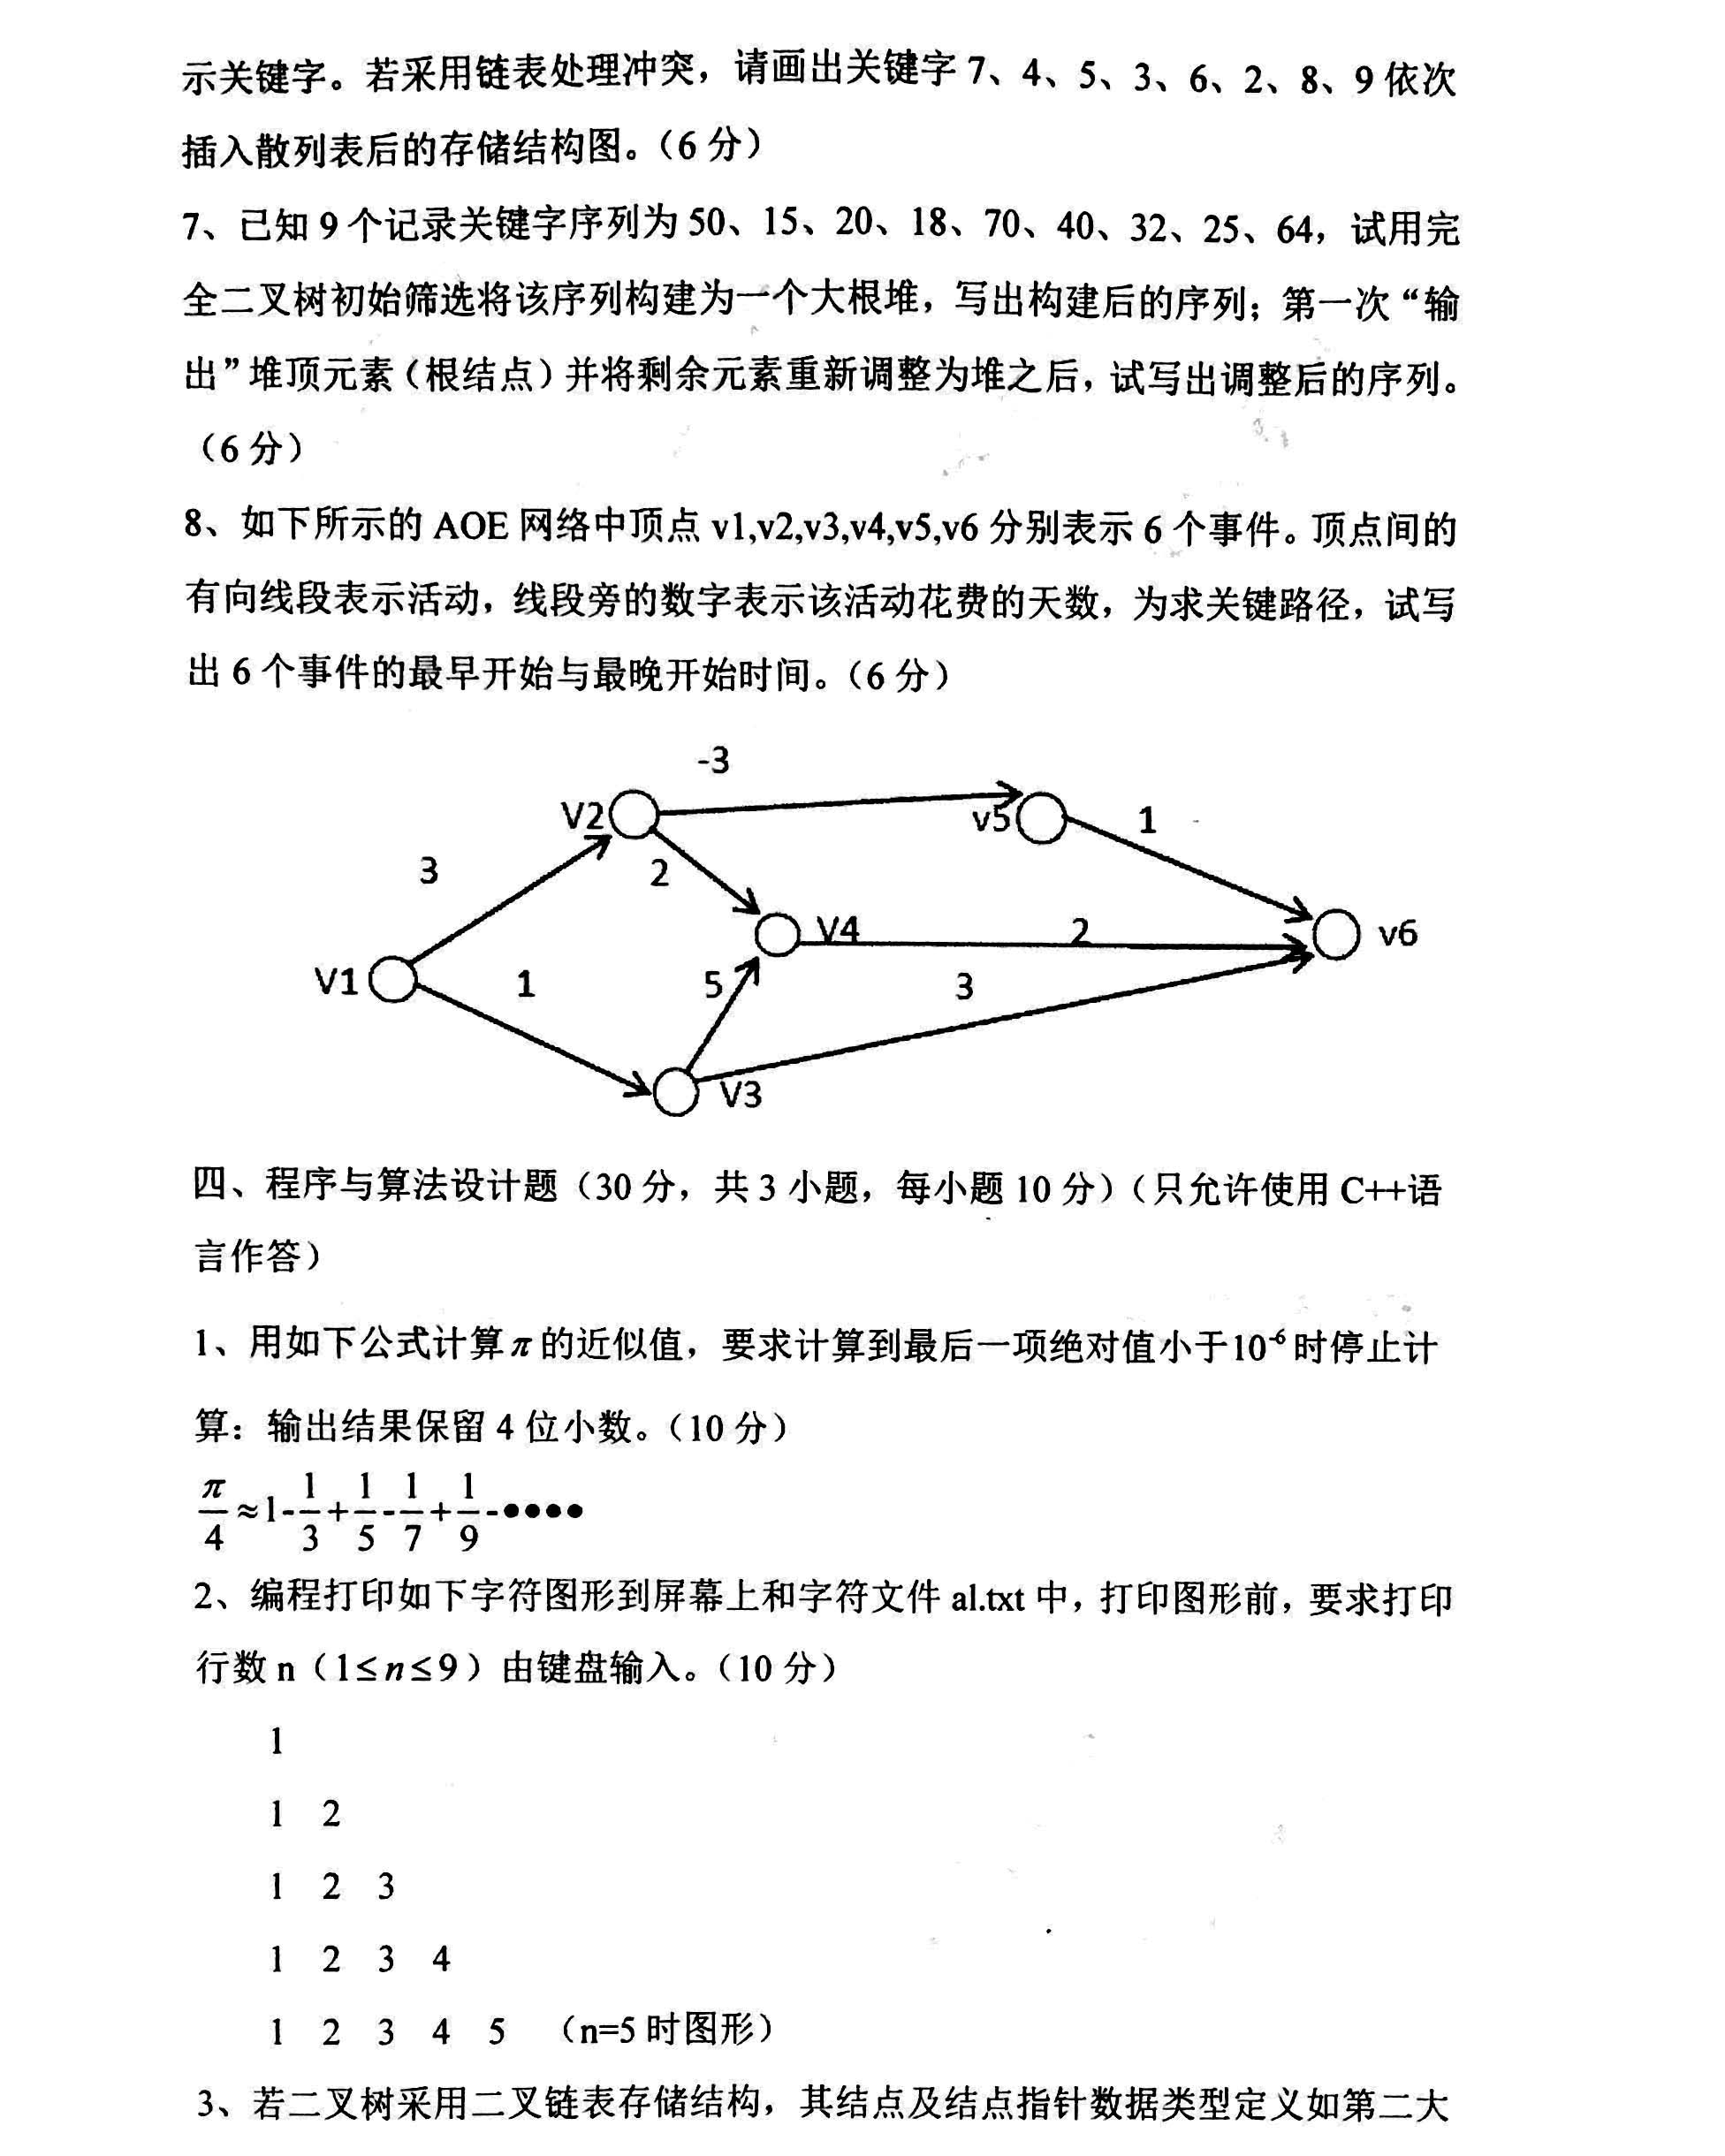 示关键字。若采用链表处理冲突，请画出关键字 7、4、5、3、6、2、8、9 依次
插入散列表后的存储结构图。（6 分）
7、已知 9 个记录关键字序列为 50、15、20、18、70、40、32、25、64，试用完
全二叉树初始筛选将该序列构建为一个大根堆，写出构建后的序列；第一次“输
出”堆顶元素（根结点）并将剩余元素重新调整为堆之后，试写出调整后的序列。
（6 分）
8、如下所示的 AOE 网络中顶点 v1,v2,v3,v4,v5,v6 分别表示 6 个事件。顶点间的
有向线段表示活动，线段旁的数字表示该活动花费的天数，为求关键路径，试写
出 6 个事件的最早开始与最晚开始时间。（6 分）
-3
V2
v5
1
3
2
V4
2
v6
V1
1
5
3
V3
四、程序与算法设计题（30 分，共 3 小题，每小题 10 分）（只允许使用 C++语
言作答）
1、用如下公式计算 π 的近似值，要求计算到最后一项绝对值小于10⁻⁶ 时停止计
算：输出结果保留 4 位小数。（10 分）
π/4≈1-1/3+1/5-1/7+1/9-●●●●
2、编程打印如下字符图形到屏幕上和字符文件 al.txt 中，打印图形前，要求打印
行数 n（1≤n≤9）由键盘输入。（10 分）
1
1 2
1 2 3
1 2 3 4
1 2 3 4 5 （n=5 时图形）
3、若二叉树采用二叉链表存储结构，其结点及结点指针数据类型定义如第二大